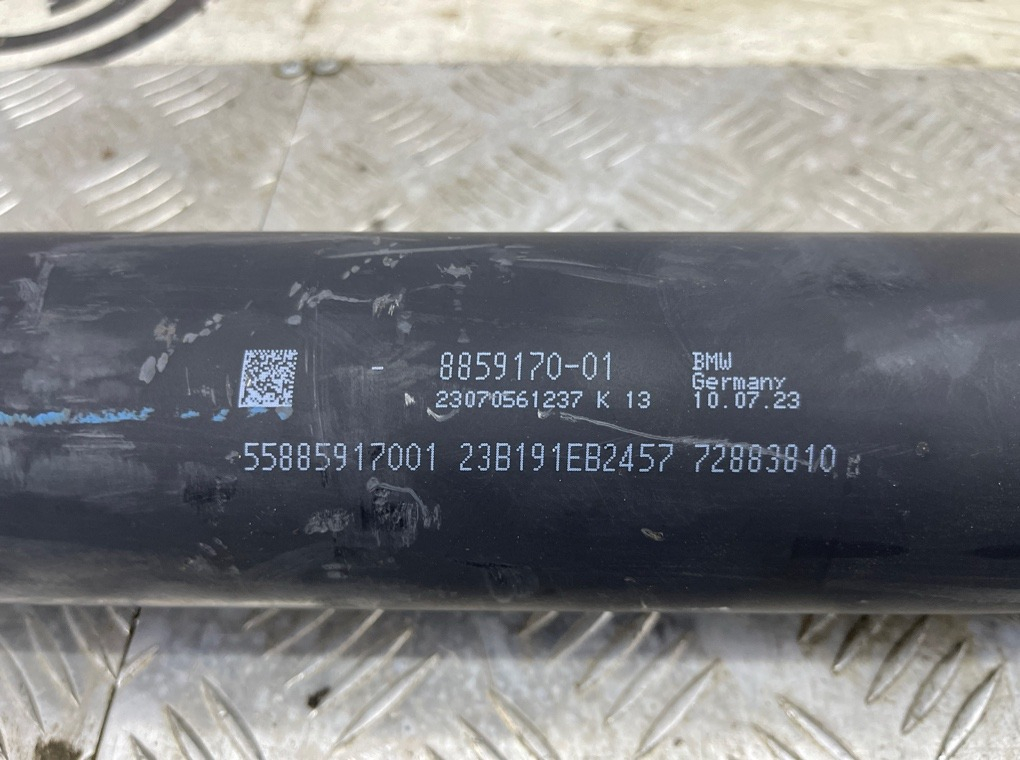 - 8859170-01
BMW
Germany
10.07.23
23070561237 K 13
55885917001 23B191EB2457 72883810